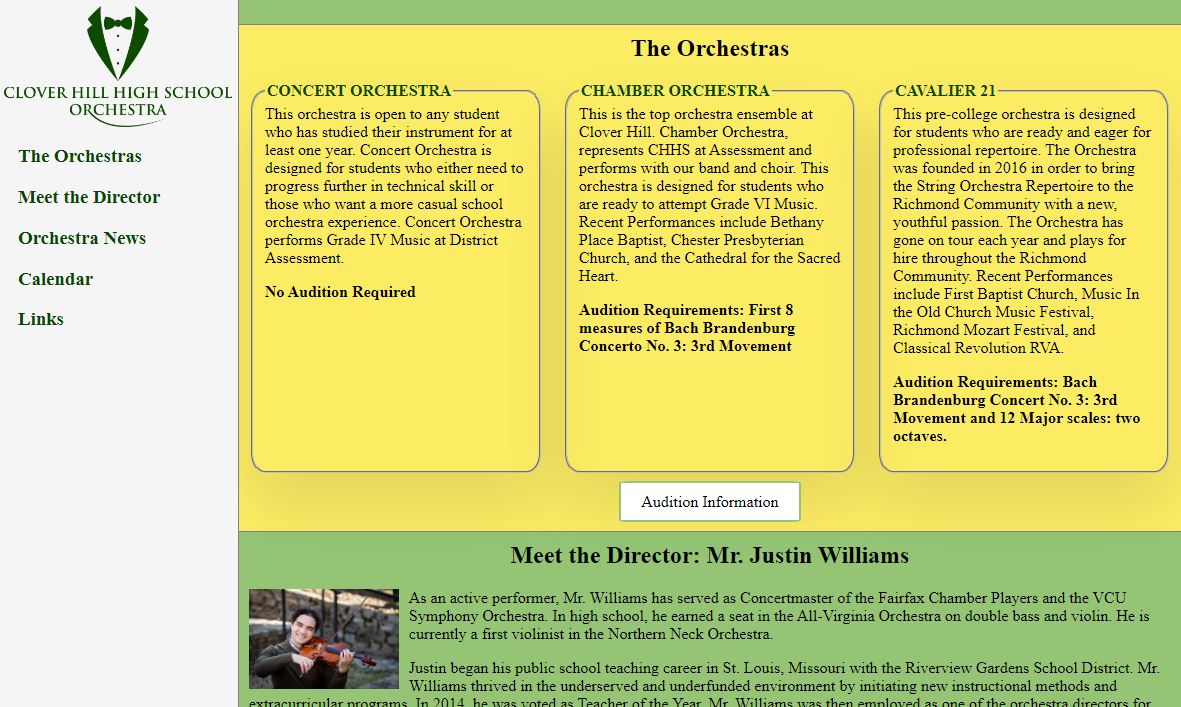 CLOVER HILL HIGH SCHOOL
ORCHESTRA
The Orchestras
Meet the Director
Orchestra News
Calendar
Links
The Orchestras
CONCERT ORCHESTRA
This orchestra is open to any student
who has studied their instrument for at
least one year. Concert Orchestra is
designed for students who either need to
progress further in technical skill or
those who want a more casual school
orchestra experience. Concert Orchestra
performs Grade IV Music at District
Assessment.
No Audition Required
CHAMBER ORCHESTRA
This is the top orchestra ensemble at
Clover Hill. Chamber Orchestra,
represents CHHS at Assessment and
performs with our band and choir. This
orchestra is designed for students who
are ready to attempt Grade VI Music.
Recent Performances include Bethany
Place Baptist, Chester Presbyterian
Church, and the Cathedral for the Sacred
Heart.
Audition Requirements: First 8
measures of Bach Brandenburg
Concerto No. 3: 3rd Movement
CAVALIER 21
This pre-college orchestra is designed
for students who are ready and eager for
professional repertoire. The Orchestra
was founded in 2016 in order to bring
the String Orchestra Repertoire to the
Richmond Community with a new,
youthful passion. The Orchestra has
gone on tour each year and plays for
hire throughout the Richmond
Community. Recent Performances
include First Baptist Church, Music In
the Old Church Music Festival,
Richmond Mozart Festival, and
Classical Revolution RVA.
Audition Requirements: Bach
Brandenburg Concert No. 3: 3rd
Movement and 12 Major scales: two
octaves.
Audition Information
Meet the Director: Mr. Justin Williams
As an active performer, Mr. Williams has served as Concertmaster of the Fairfax Chamber Players and the VCU
Symphony Orchestra. In high school, he earned a seat in the All-Virginia Orchestra on double bass and violin. He is
currently a first violinist in the Northern Neck Orchestra.
Justin began his public school teaching career in St. Louis, Missouri with the Riverview Gardens School District. Mr.
Williams thrived in the underserved and underfunded environment by initiating new instructional methods and
extracurricular programs. In 2014, he was voted as Teacher of the Year. Mr. Williams was then employed as one of the orchestra directors for